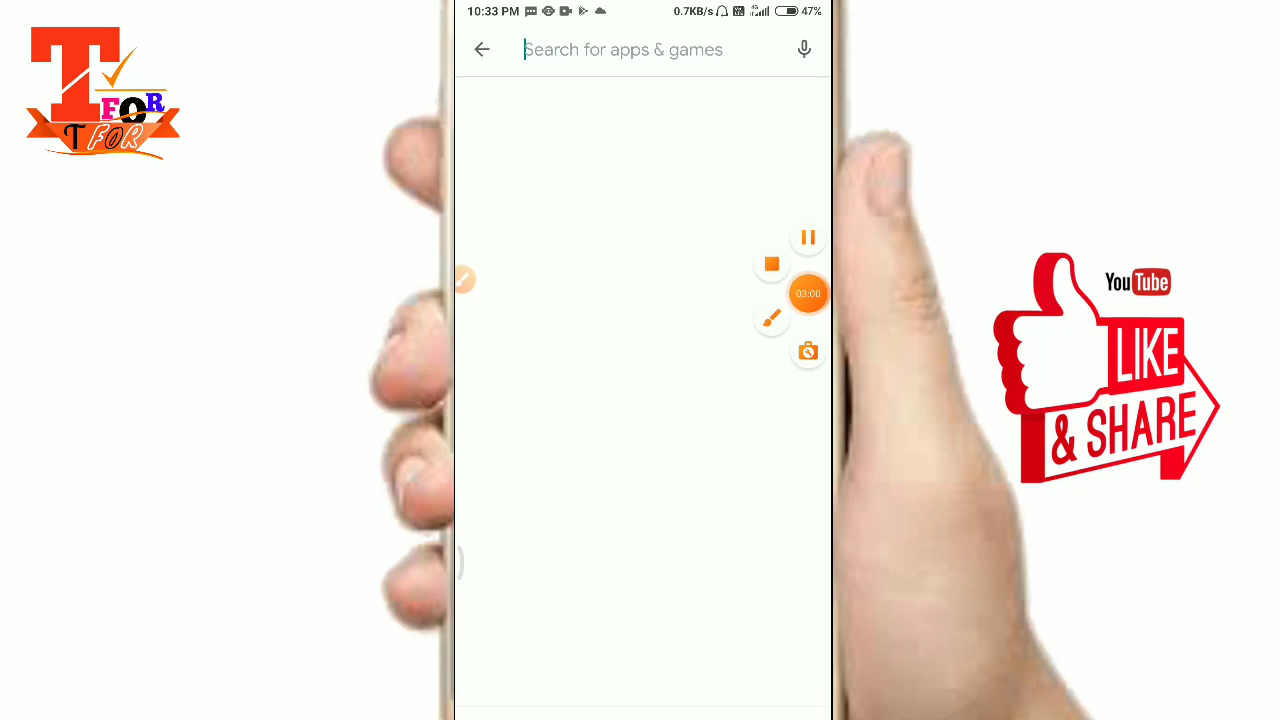 10:33 PM
0.7KB/s
47%
Search for apps & games
T
FOR
T FOR
03:00
YouTube
LIKE
& SHARE